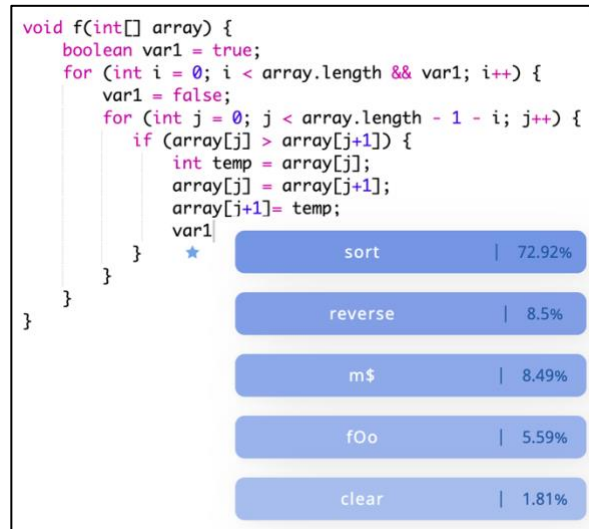 void f(int[] array) {
boolean var1 = true;
for (int i = 0; i < array.length && var1; i++) {
var1 = false;
for (int j = 0; j < array.length - 1 - i; j++) {
if (array[j] > array[j+1]) {
int temp = array[j];
array[j] = array[j+1];
array[j+1]= temp;
var1
}
}
}
}
sort | 72.92%
reverse | 8.5%
m$ | 8.49%
fOo | 5.59%
clear | 1.81%